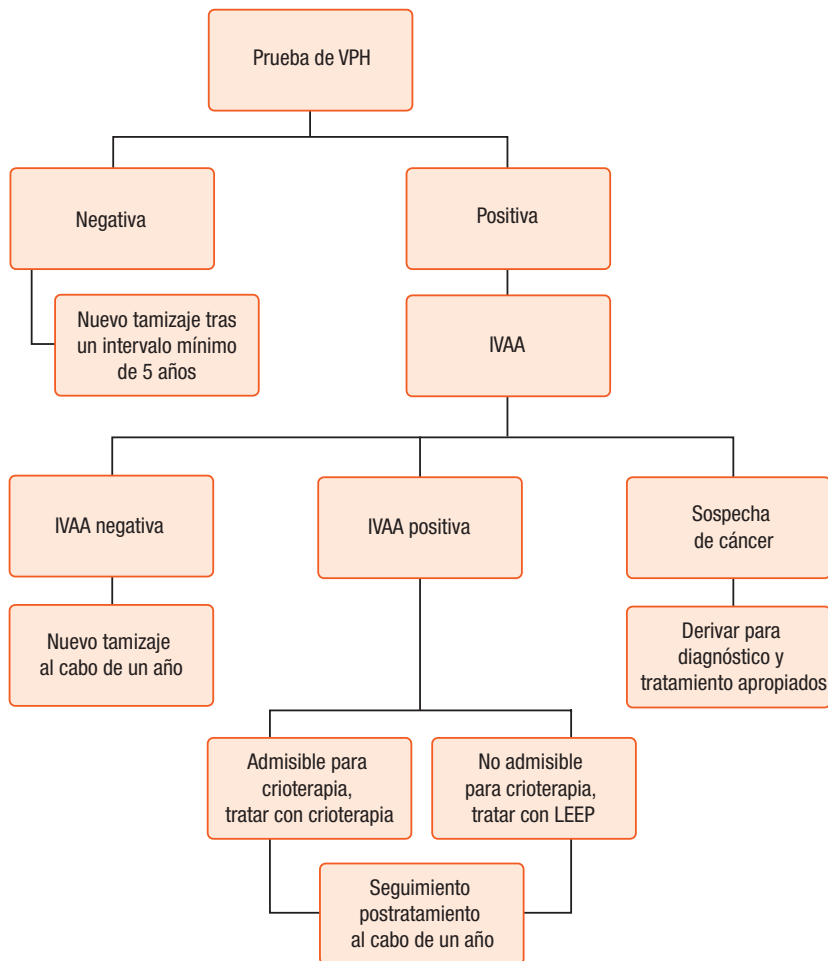 Prueba de VPH
Negativa
Positiva
Nuevo tamizaje tras
un intervalo mínimo
de 5 años
IVAA
IVAA negativa
IVAA positiva
Sospecha
de cáncer
Nuevo tamizaje
al cabo de un año
Derivar para
diagnóstico y
tratamiento apropiados
Admisible para
crioterapia,
tratar con crioterapia
No admisible
para crioterapia,
tratar con LEEP
Seguimiento
postratamiento
al cabo de un año